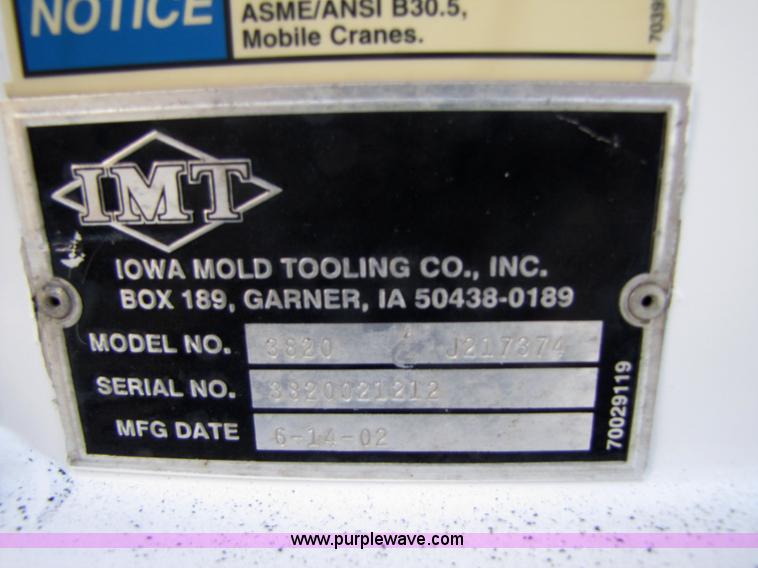 NOTICE
ASME/ANSI B30.5,
Mobile Cranes.
7039
IMT
IOWA MOLD TOOLING CO., INC.
BOX 189, GARNER, IA 50438-0189
MODEL NO. 3820 J217374
SERIAL NO. 3820021212
MFG DATE 6-14-02
70029119
www.purplewave.com